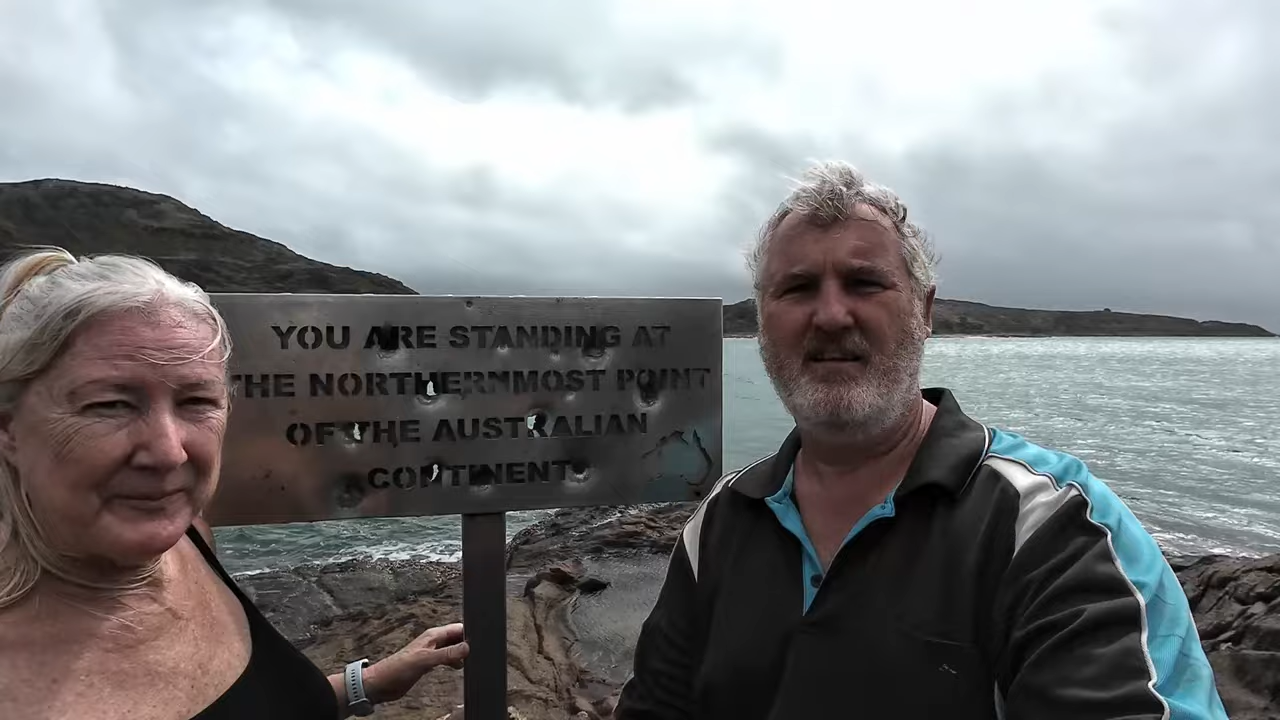 YOU ARE STANDING AT
THE NORTHERNMOST POINT
OF THE AUSTRALIAN
CONTINENT